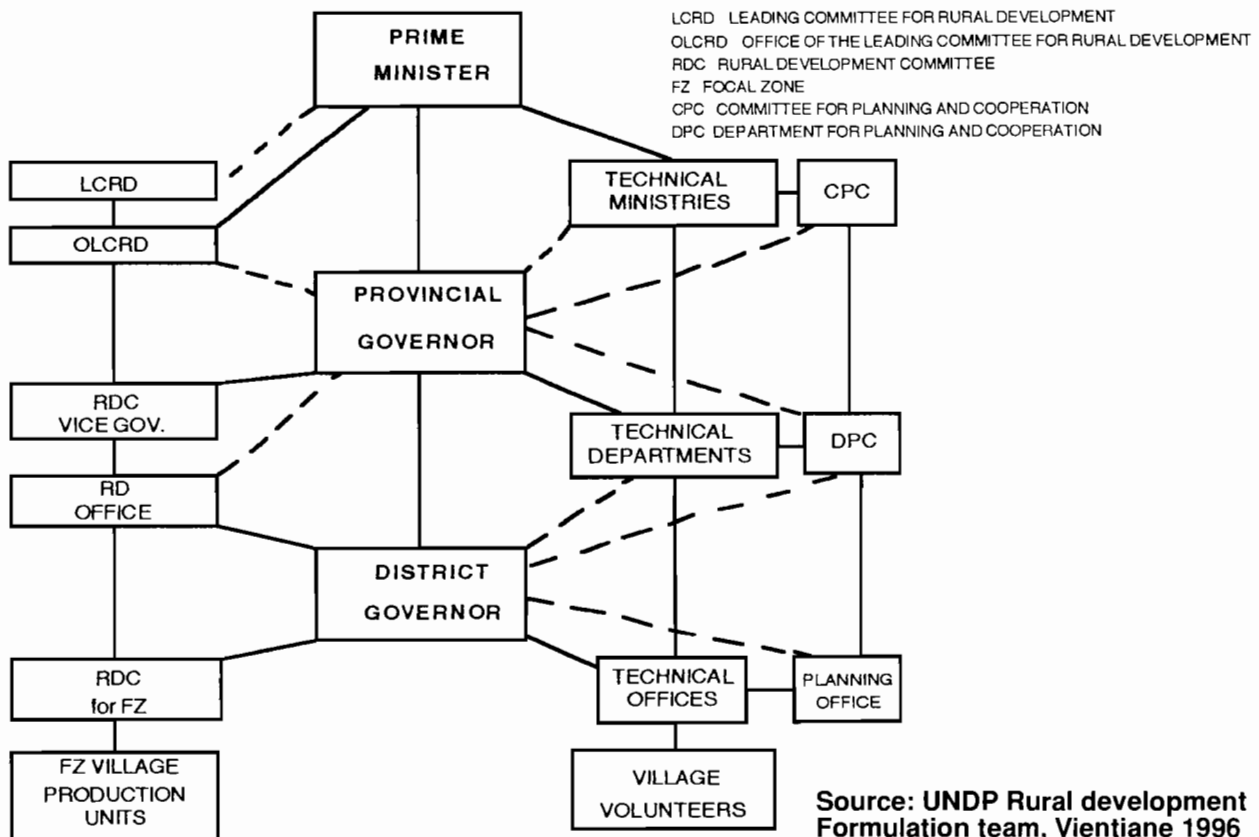 LCRD LEADING COMMITTEE FOR RURAL DEVELOPMENT
OLCRD OFFICE OF THE LEADING COMMITTEE FOR RURAL DEVELOPMENT
RDC RURAL DEVELOPMENT COMMITTEE
FZ FOCAL ZONE
CPC COMMITTEE FOR PLANNING AND COOPERATION
DPC DEPARTMENT FOR PLANNING AND COOPERATION
PRIME
MINISTER
LCRD
OLCRD
TECHNICAL
MINISTRIES
CPC
PROVINCIAL
GOVERNOR
RDC
VICE GOV.
TECHNICAL
DEPARTMENTS
DPC
RD
OFFICE
DISTRICT
GOVERNOR
RDC
for FZ
TECHNICAL
OFFICES
PLANNING
OFFICE
FZ VILLAGE
PRODUCTION
UNITS
VILLAGE
VOLUNTEERS
Source: UNDP Rural development
Formulation team, Vientiane 1996